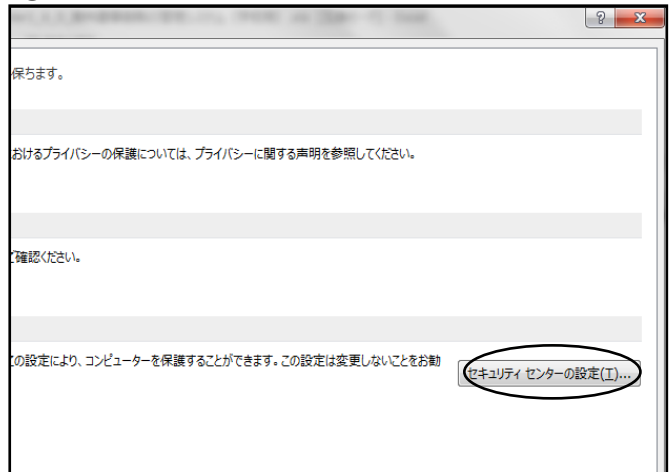 ?
保ちます。
おけるプライバシーの保護については、プライバシーに関する声明を参照してください。
ご確認ください。
この設定により、コンピューターを保護することができます。この設定は変更しないことをお勧
セキュリティ センターの設定(T)...